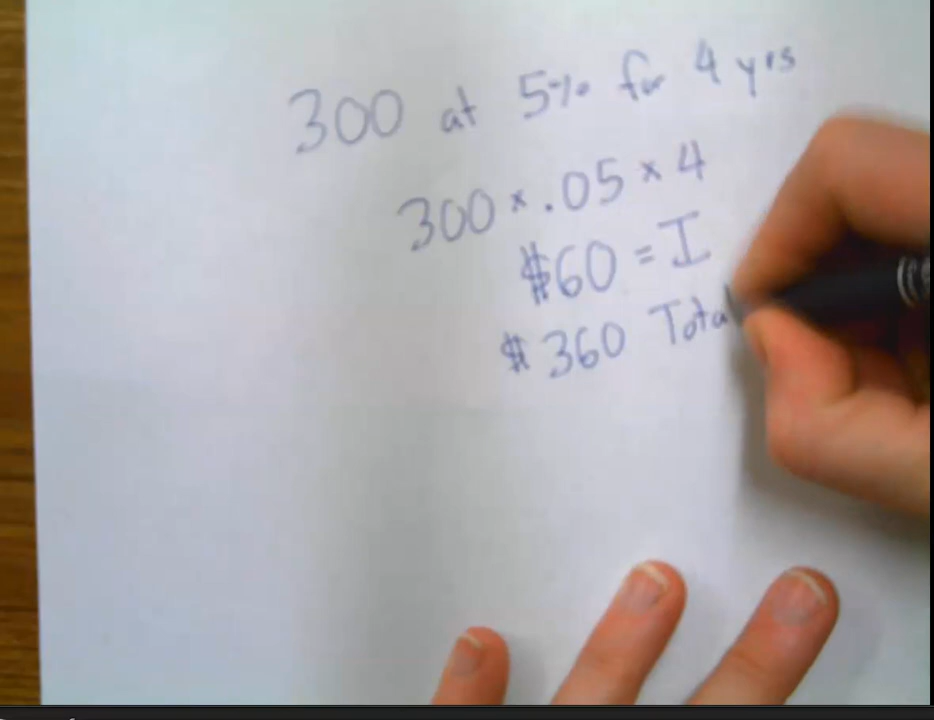 300 at 5% for 4 yrs
300 × .05 × 4
$60 = I
$360 Tota